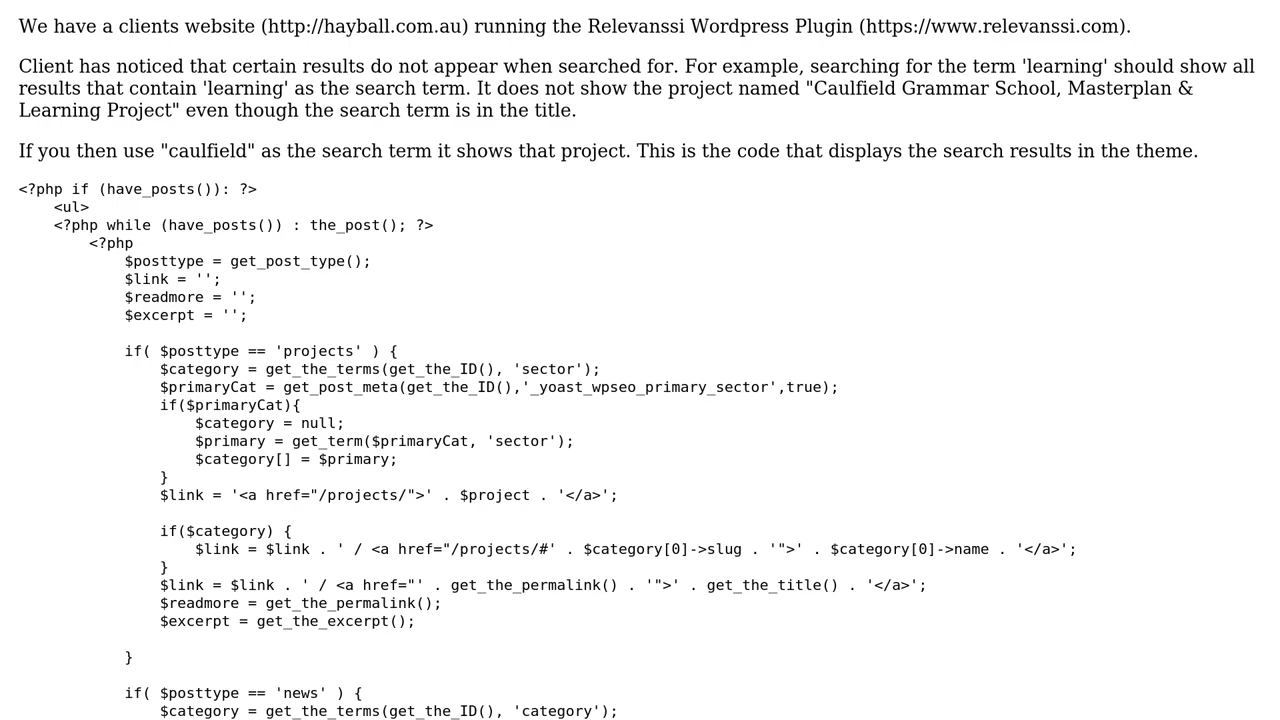 We have a clients website (http://hayball.com.au) running the Relevanssi Wordpress Plugin (https://www.relevanssi.com).
Client has noticed that certain results do not appear when searched for. For example, searching for the term 'learning' should show all
results that contain 'learning' as the search term. It does not show the project named "Caulfield Grammar School, Masterplan &
Learning Project" even though the search term is in the title.
If you then use "caulfield" as the search term it shows that project. This is the code that displays the search results in the theme.
<?php if (have_posts()): ?>
    <ul>
    <?php while (have_posts()) : the_post(); ?>
        <?php
            $posttype = get_post_type();
            $link = '';
            $readmore = '';
            $excerpt = '';
            if( $posttype == 'projects' ) {
                $category = get_the_terms(get_the_ID(), 'sector');
                $primaryCat = get_post_meta(get_the_ID(),'_yoast_wpseo_primary_sector',true);
                if($primaryCat){
                    $category = null;
                    $primary = get_term($primaryCat, 'sector');
                    $category[] = $primary;
                }
                $link = '<a href="/projects/">' . $project . '</a>';
                if($category) {
                    $link = $link . ' / <a href="/projects/#' . $category[0]->slug . '">' . $category[0]->name . '</a>';
                }
                $link = $link . ' / <a href="' . get_the_permalink() . '">' . get_the_title() . '</a>';
                $readmore = get_the_permalink();
                $excerpt = get_the_excerpt();
            }
            if( $posttype == 'news' ) {
                $category = get_the_terms(get_the_ID(), 'category');